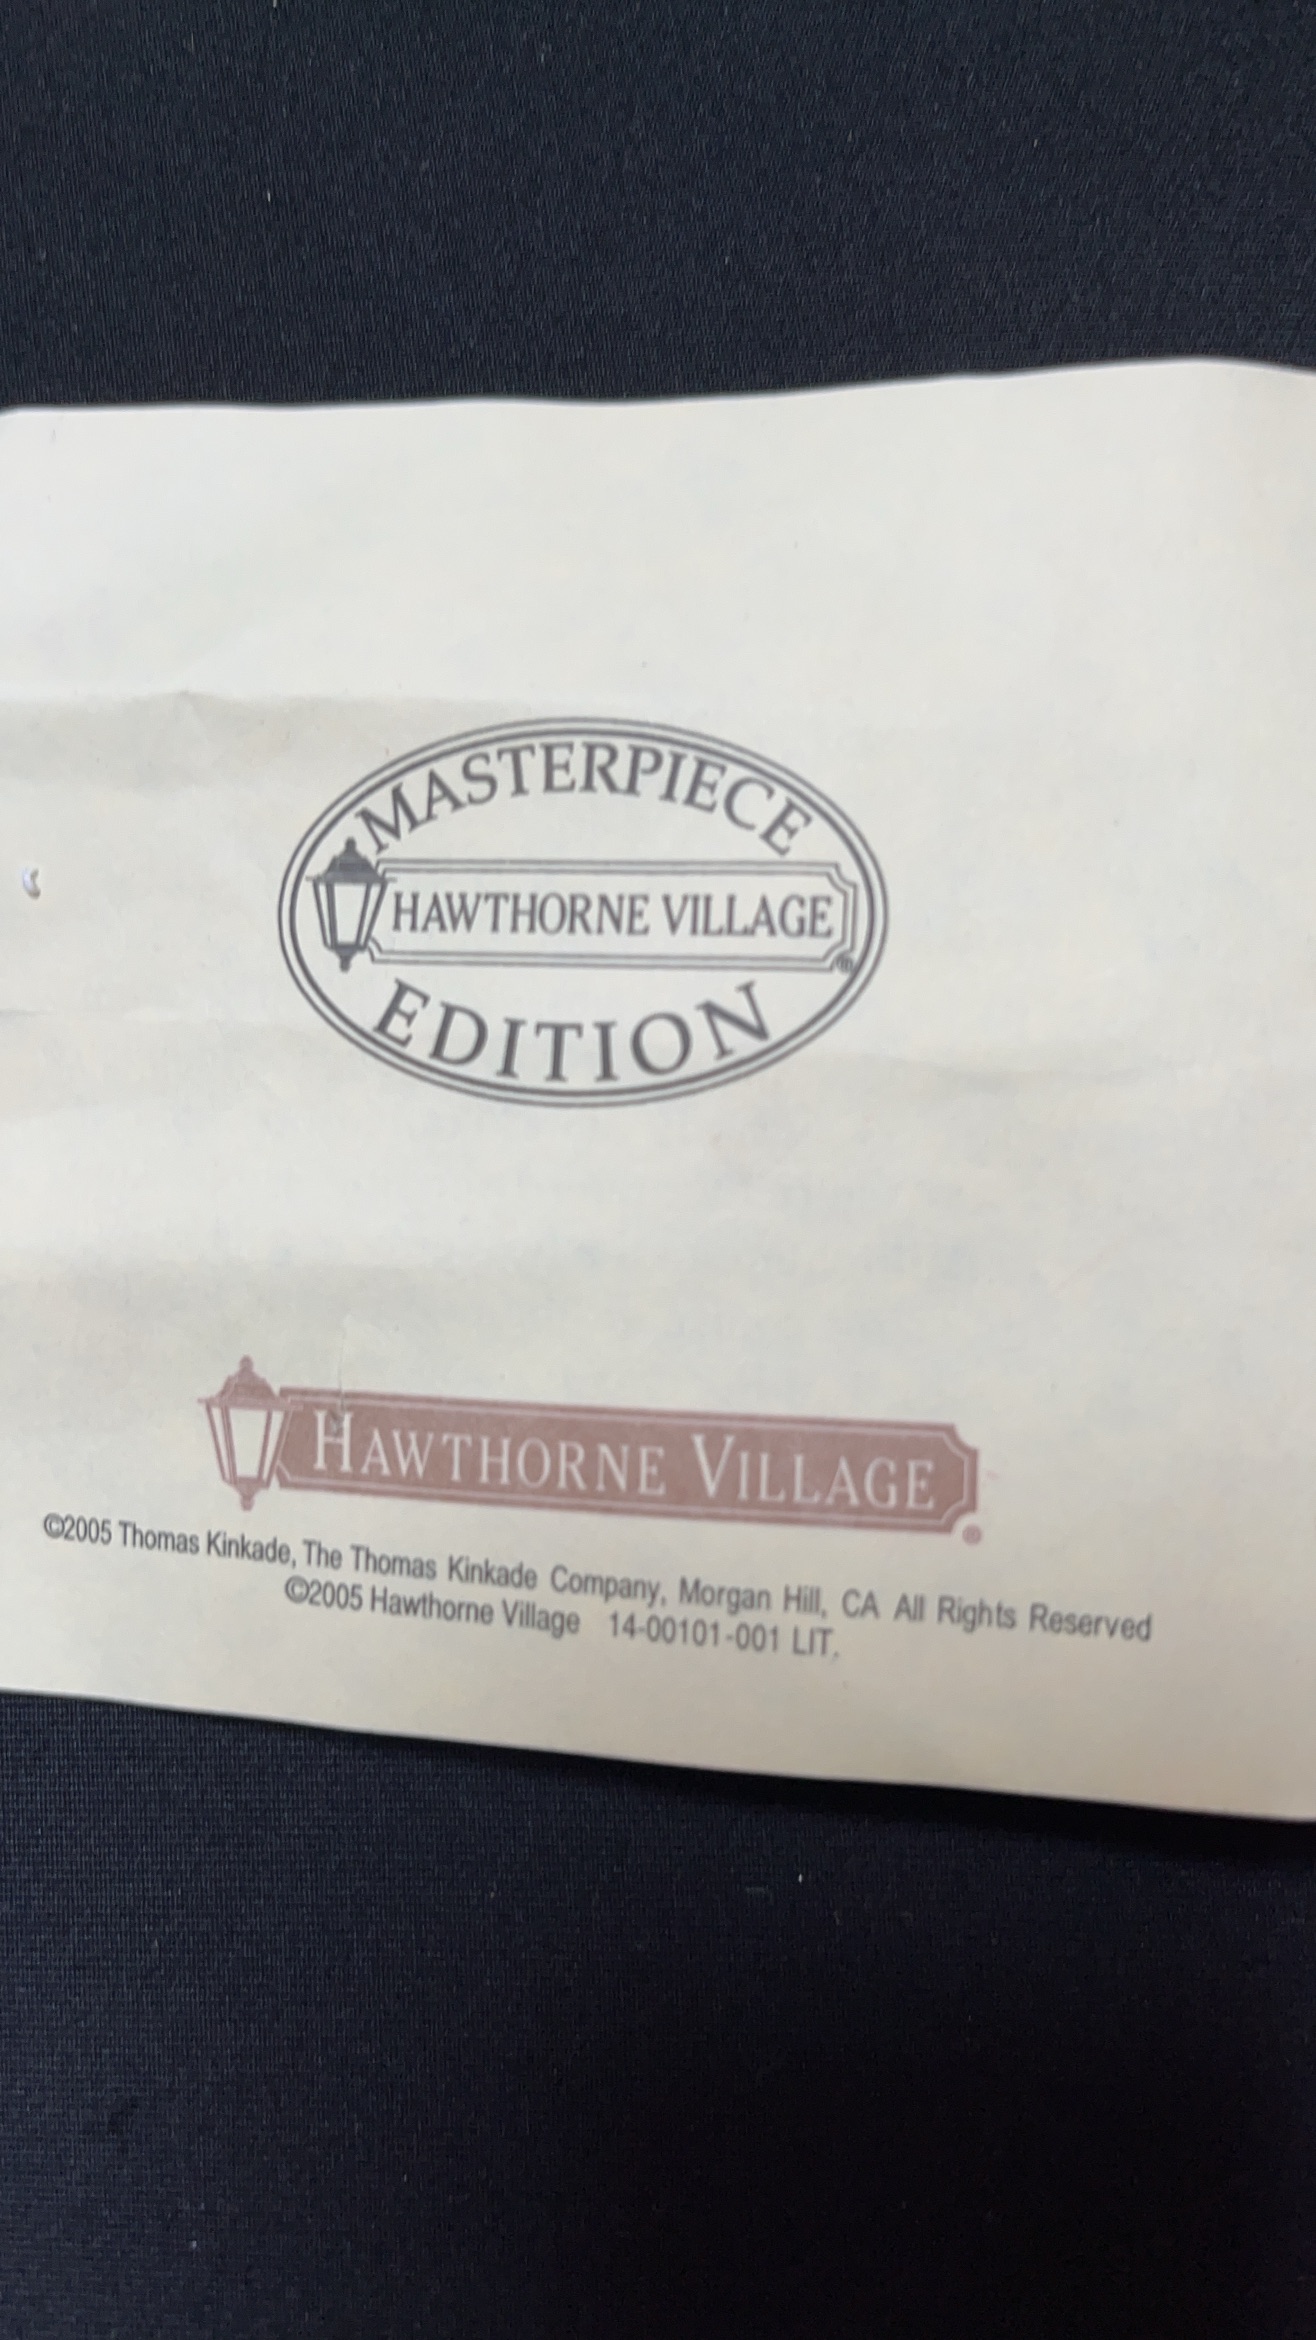 MASTERPIECE
HAWTHORNE VILLAGE
®
EDITION
HAWTHORNE VILLAGE
®
©2005 Thomas Kinkade, The Thomas Kinkade Company, Morgan Hill, CA All Rights Reserved
©2005 Hawthorne Village 14-00101-001 LIT.